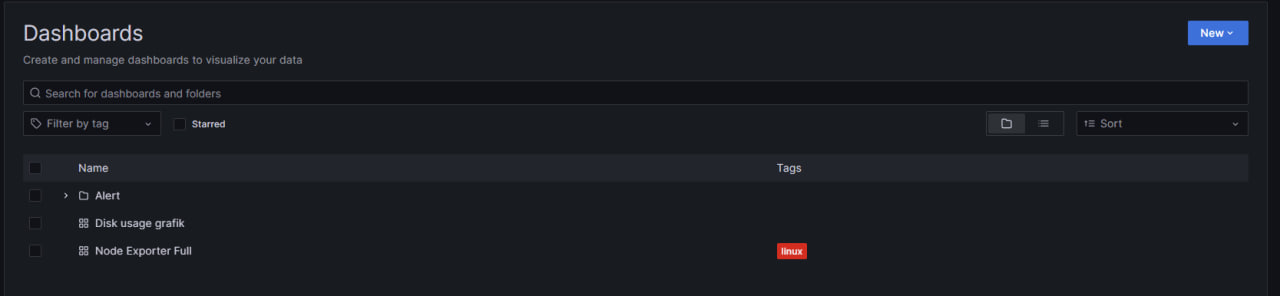 Dashboards
New
Create and manage dashboards to visualize your data
Search for dashboards and folders
Filter by tag
Starred
Sort
Name Tags
Alert
Disk usage grafik
Node Exporter Full linux